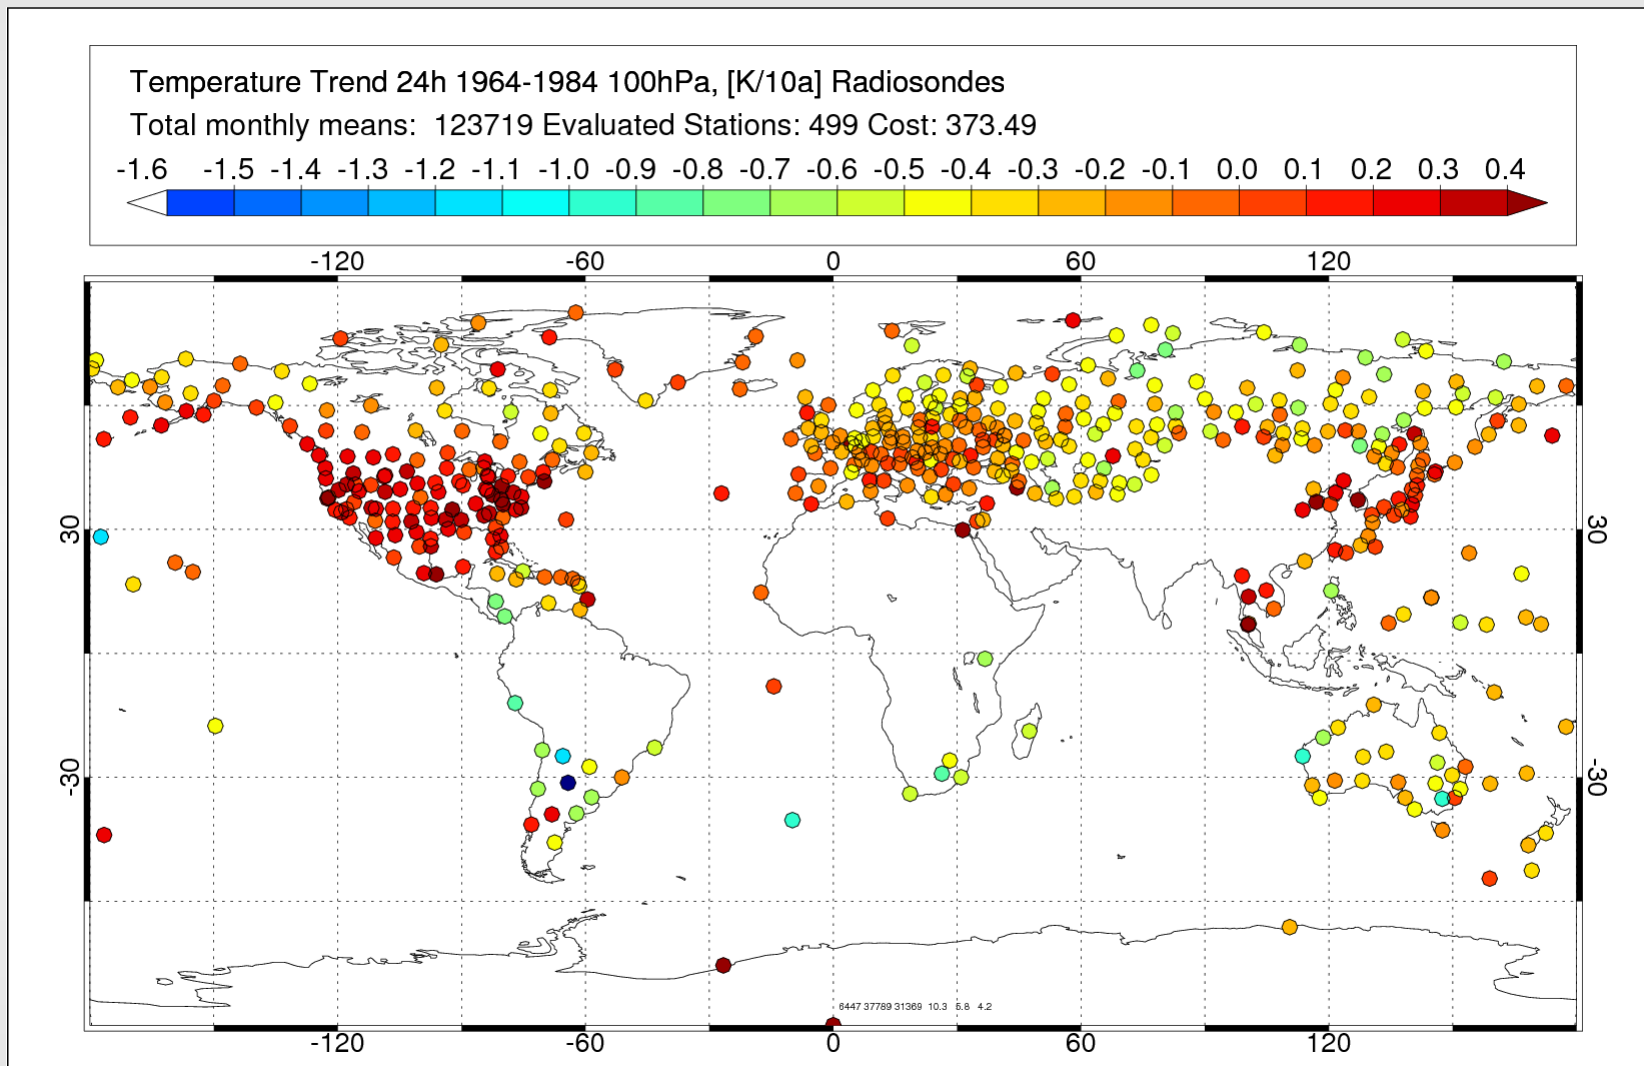 Temperature Trend 24h 1964-1984 100hPa, [K/10a] Radiosondes
Total monthly means: 123719 Evaluated Stations: 499 Cost: 373.49
-1.6 -1.5 -1.4 -1.3 -1.2 -1.1 -1.0 -0.9 -0.8 -0.7 -0.6 -0.5 -0.4 -0.3 -0.2 -0.1 0.0 0.1 0.2 0.3 0.4
-120 -60 0 60 120
30 30
-30 -30
6447 37789 31369 10.3 5.8 4.2
-120 -60 0 60 120